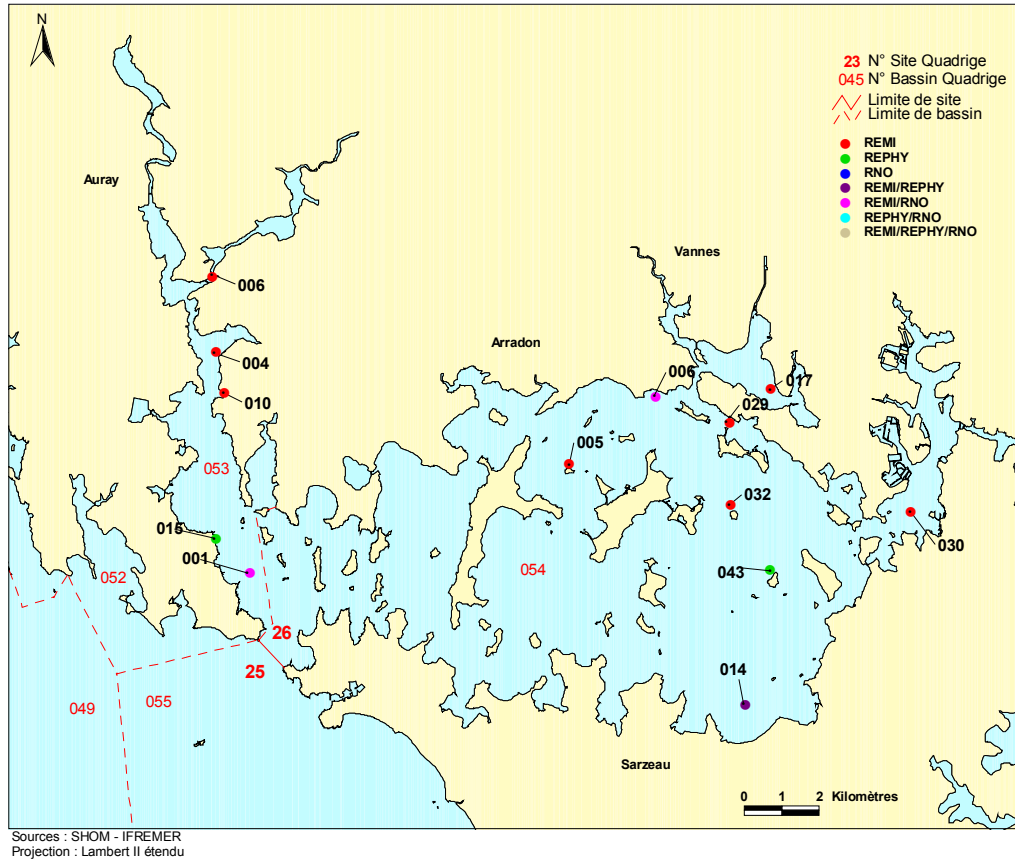 N
23 N° Site Quadrige
045 N° Bassin Quadrige
Limite de site
Limite de bassin
REMI
REPHY
RNO
REMI/REPHY
REMI/RNO
REPHY/RNO
REMI/REPHY/RNO
Auray
Vannes
006
Arradon
004
006
017
010
029
053
005
032
015
030
001
052
054
043
26
25
014
055
049
Sarzeau
0 1 2 Kilomètres
Sources : SHOM - IFREMER
Projection : Lambert II étendu